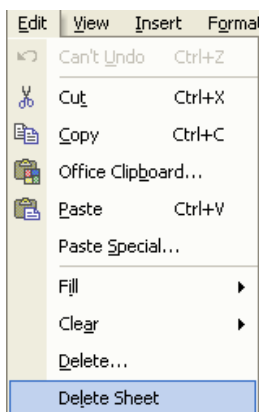 Edit View Insert Forma
Can't Undo Ctrl+Z
Cut Ctrl+X
Copy Ctrl+C
Office Clipboard...
Paste Ctrl+V
Paste Special...
Fill
Clear
Delete...
Delete Sheet